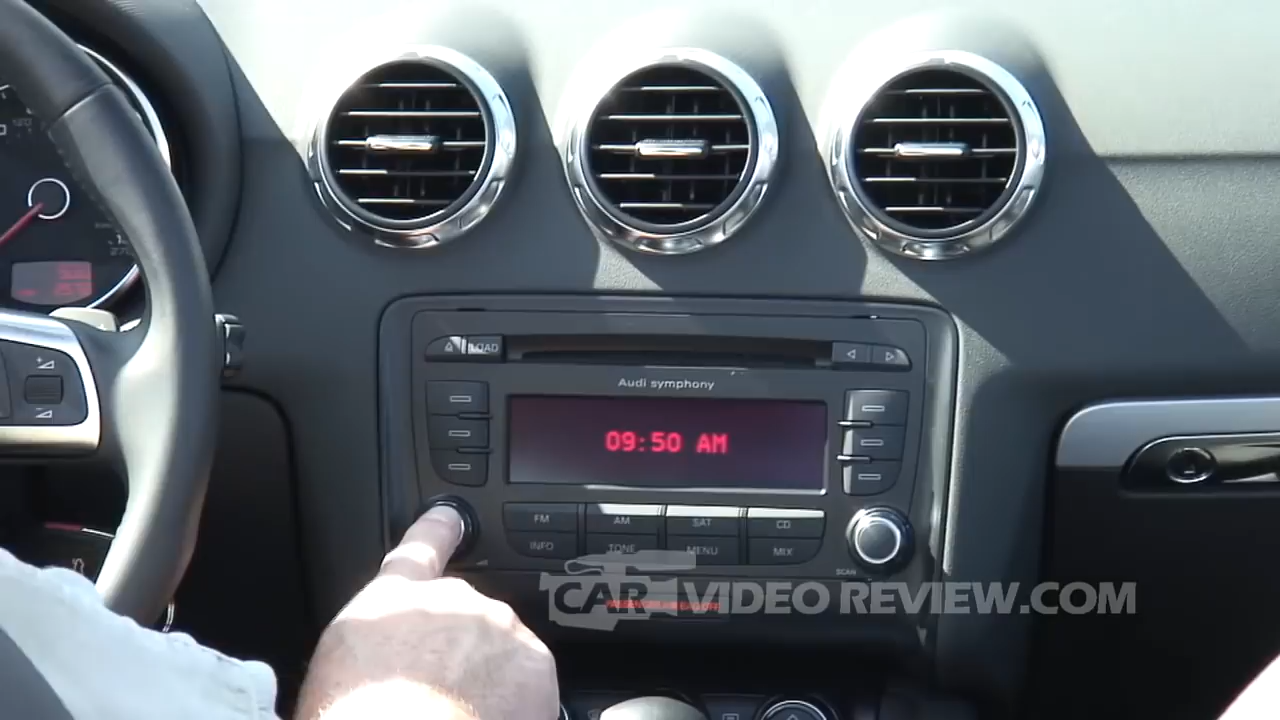 120
LOAD
Audi symphony
09:50 AM
FM AM SAT CD
INFO TONE MENU MIX
SCAN
CAR VIDEO REVIEW.COM